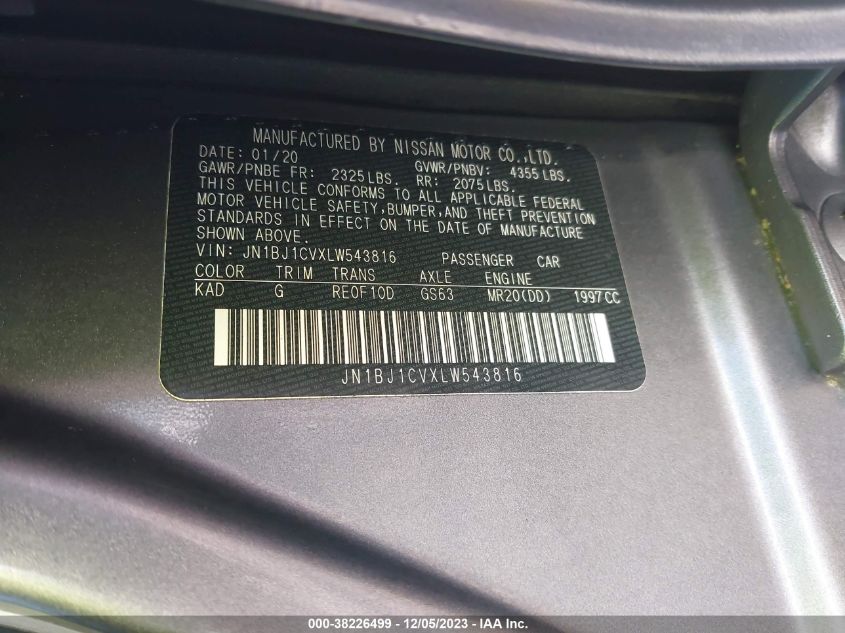 MANUFACTURED BY NISSAN MOTOR CO.,LTD.
DATE: 01/20 GVWR/PNBV: 4355 LBS.
GAWR/PNBE FR: 2325LBS. RR: 2075LBS.
THIS VEHICLE CONFORMS TO ALL APPLICABLE FEDERAL
MOTOR VEHICLE SAFETY,BUMPER,AND THEFT PREVENTION
STANDARDS IN EFFECT ON THE DATE OF MANUFACTURE
SHOWN ABOVE.
VIN: JN1BJ1CVXLW543816 PASSENGER CAR
COLOR TRIM TRANS AXLE ENGINE
KAD G RE0F10D GS63 MR20(DD) 1997CC
JN1BJ1CVXLW543816
000-38226499 - 12/05/2023 - IAA Inc.